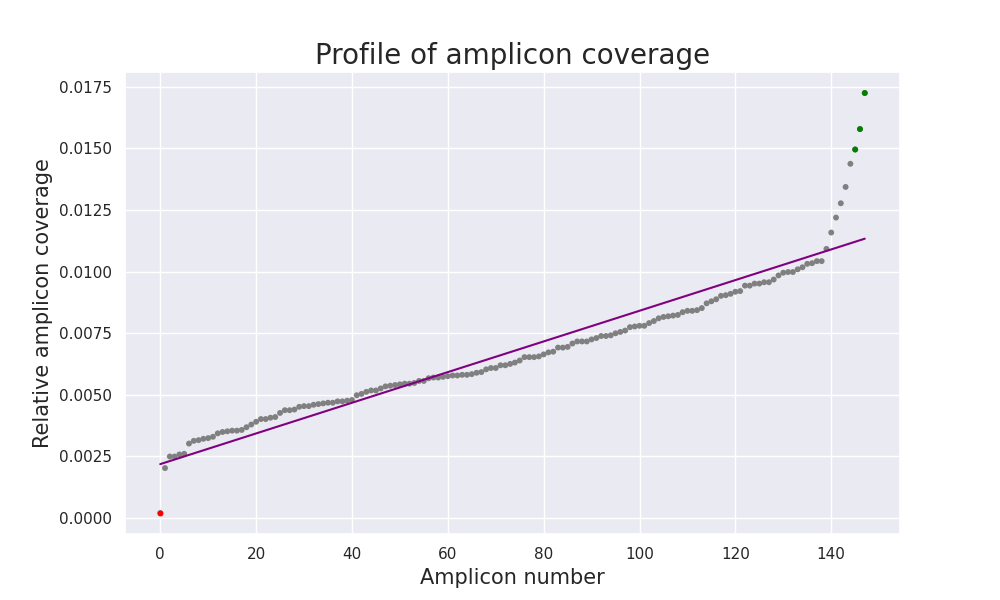 Profile of amplicon coverage
Relative amplicon coverage
0.0175
0.0150
0.0125
0.0100
0.0075
0.0050
0.0025
0.0000
0 20 40 60 80 100 120 140
Amplicon number